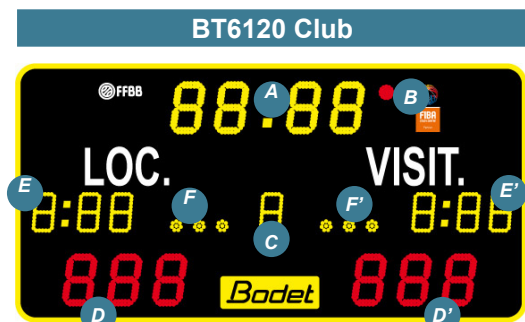 BT6120 Club
FFBB
88:88
A
B
FIBA
LOC.
VISIT.
E
8:88
F
8
C
F'
8:88
E'
888
Bodet
888
D
D'